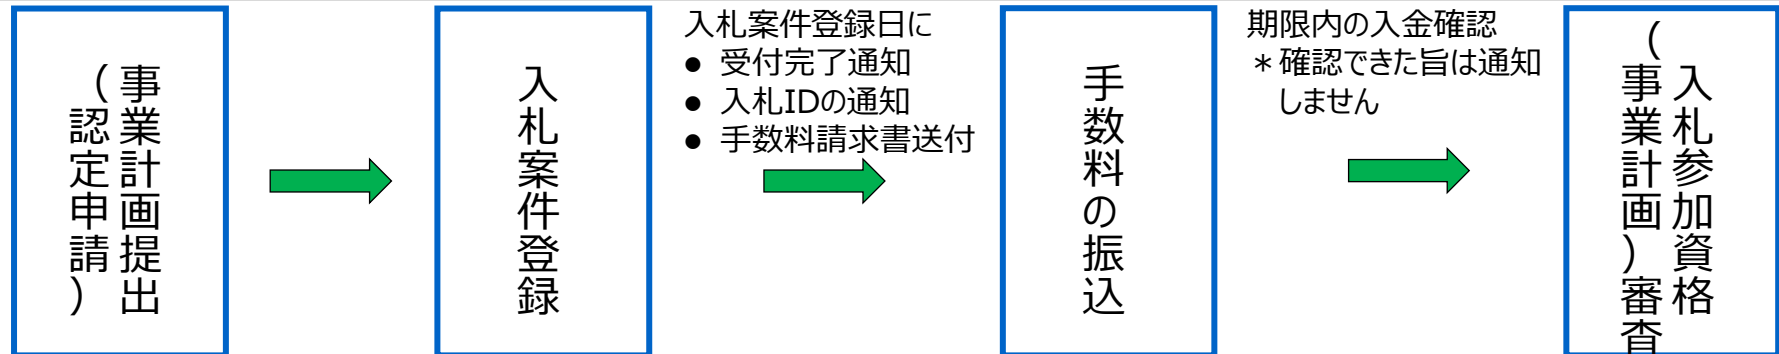 事業計画提出
（認定申請）
入札案件登録
入札案件登録日に
● 受付完了通知
● 入札IDの通知
● 手数料請求書送付
手数料の振込
期限内の入金確認
＊確認できた旨は通知
しません
入札参加資格
（事業計画）審査